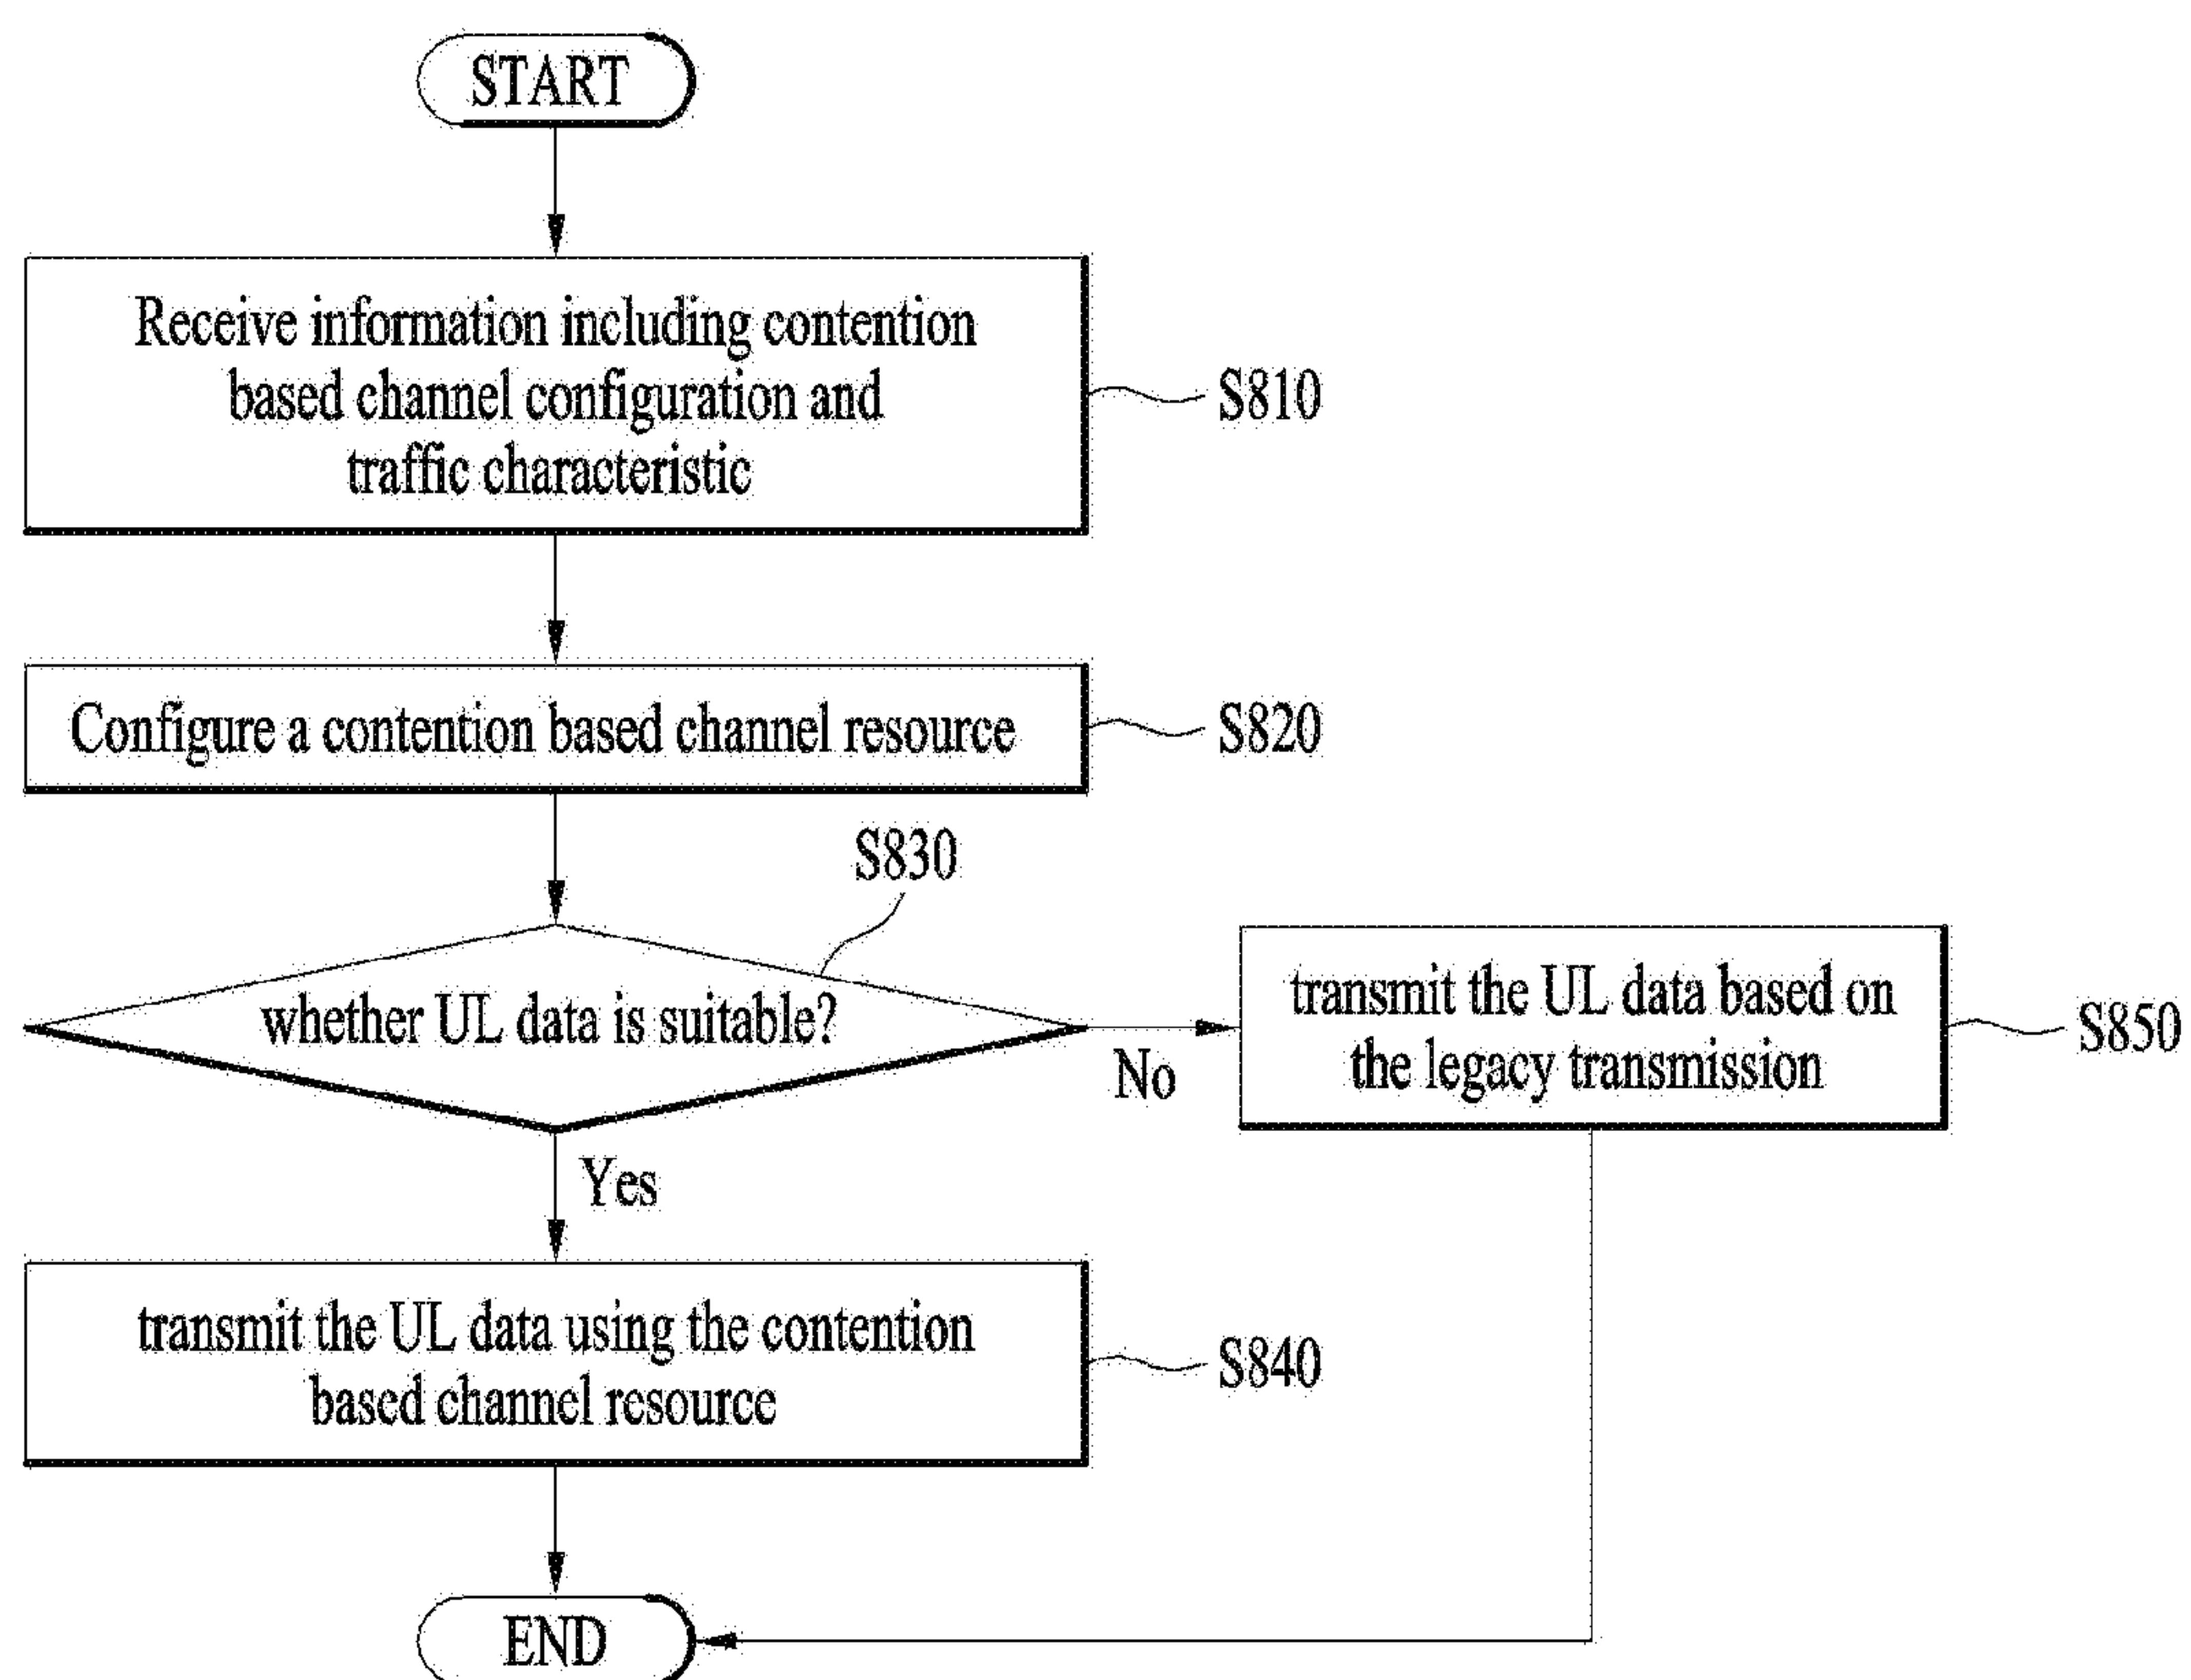 START
Receive information including contention
based channel configuration and
traffic characteristic
S810
Configure a contention based channel resource
S820
S830
whether UL data is suitable?
No
transmit the UL data based on
the legacy transmission
S850
Yes
transmit the UL data using the contention
based channel resource
S840
END